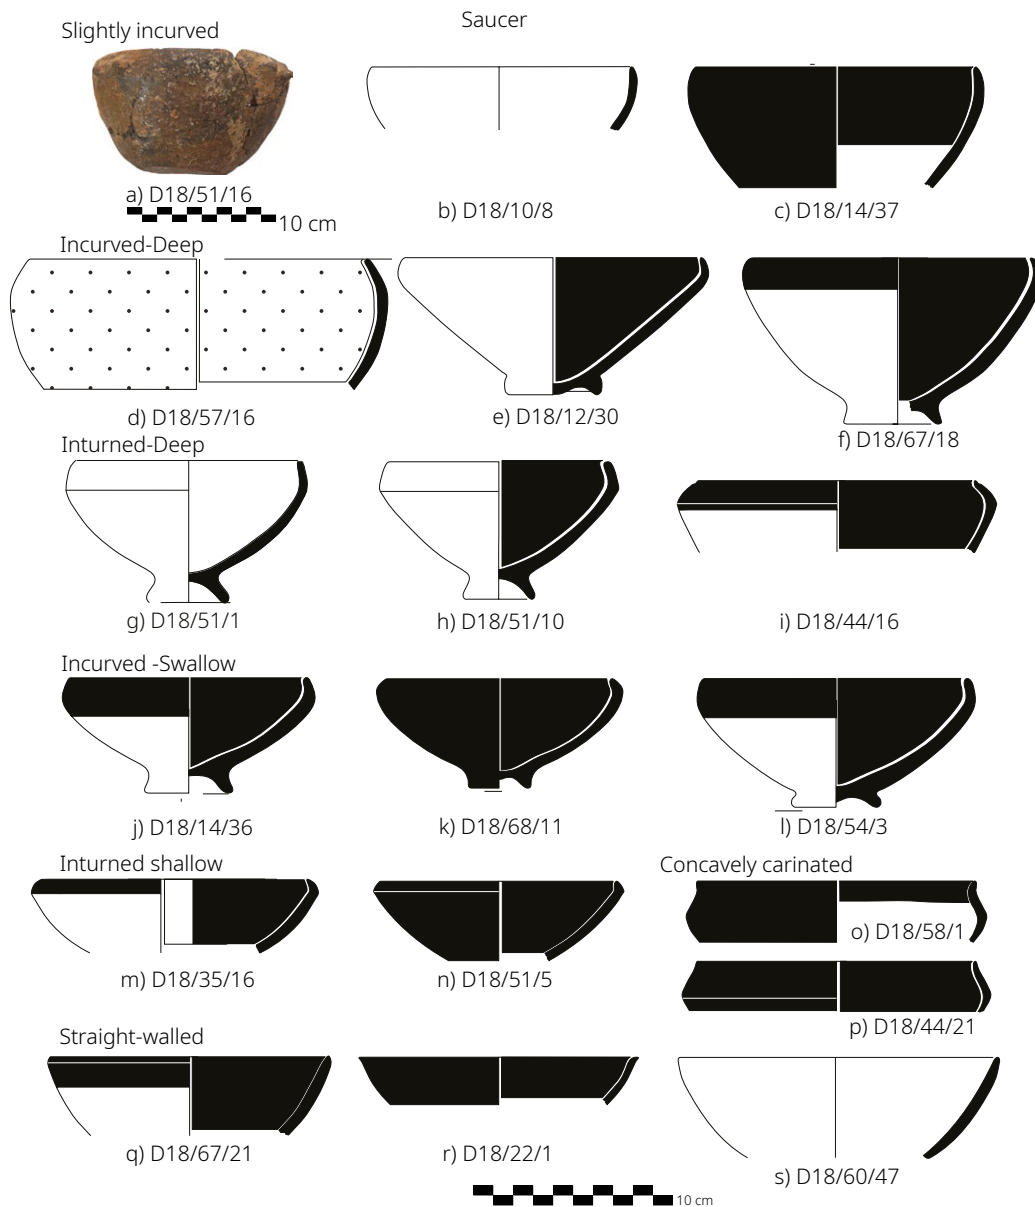 Saucer
Slightly incurved
a) D18/51/16
b) D18/10/8
c) D18/14/37
10 cm
Incurved-Deep
d) D18/57/16
e) D18/12/30
f) D18/67/18
Inturned-Deep
g) D18/51/1
h) D18/51/10
i) D18/44/16
Incurved -Swallow
j) D18/14/36
k) D18/68/11
l) D18/54/3
Inturned shallow
Concavely carinated
m) D18/35/16
n) D18/51/5
o) D18/58/1
p) D18/44/21
Straight-walled
q) D18/67/21
r) D18/22/1
s) D18/60/47
10 cm